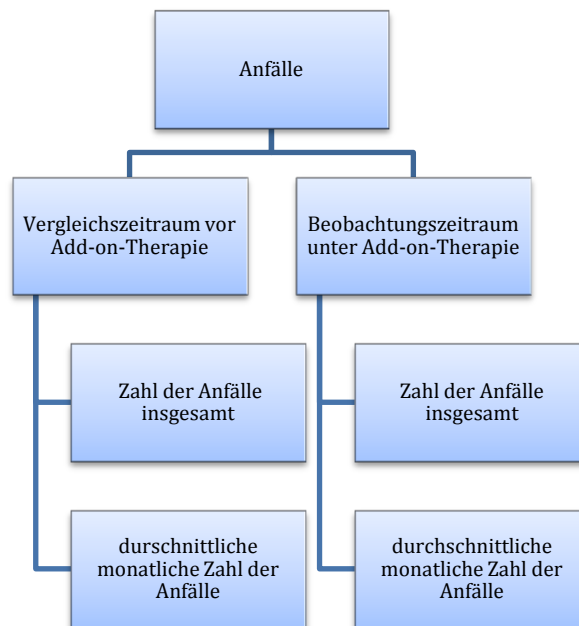 Anfälle
Vergleichszeitraum vor
Add-on-Therapie
Beobachtungszeitraum
unter Add-on-Therapie
Zahl der Anfälle
insgesamt
Zahl der Anfälle
insgesamt
durschnittliche
monatliche Zahl der
Anfälle
durchschnittliche
monatliche Zahl der
Anfälle